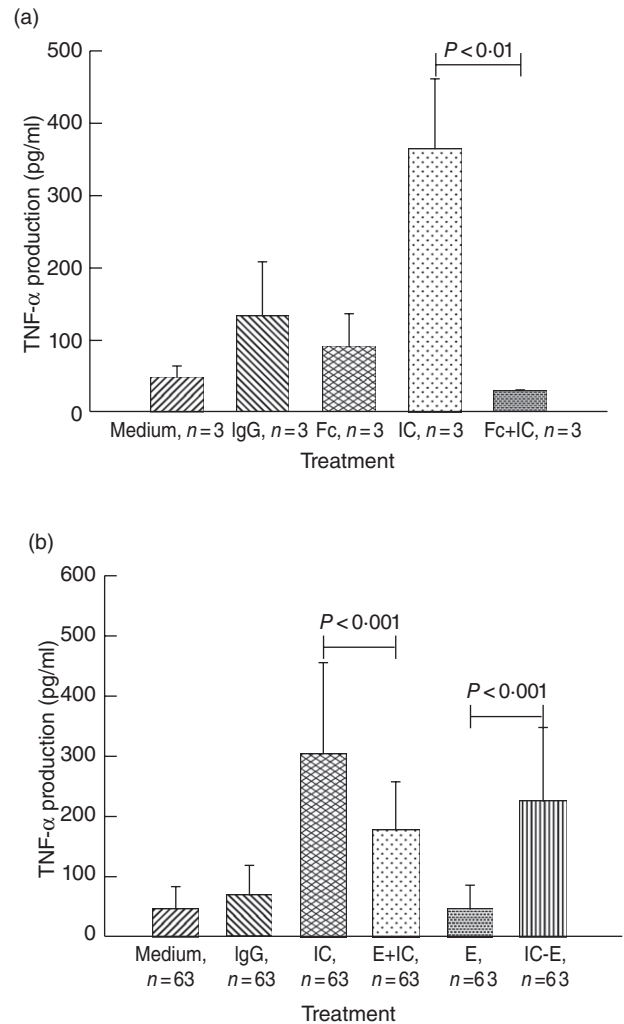 (a)
500
400
300
200
100
0
TNF-α production (pg/ml)
P < 0·01
Medium, n = 3 IgG, n = 3 Fc, n = 3 IC, n = 3 Fc+IC, n = 3
Treatment
(b)
600
500
400
300
200
100
0
TNF-α production (pg/ml)
P < 0·001
P < 0·001
Medium, IgG, IC, E+IC, E, IC-E,
n=63 n=63 n=63 n=63 n=63 n=63
Treatment